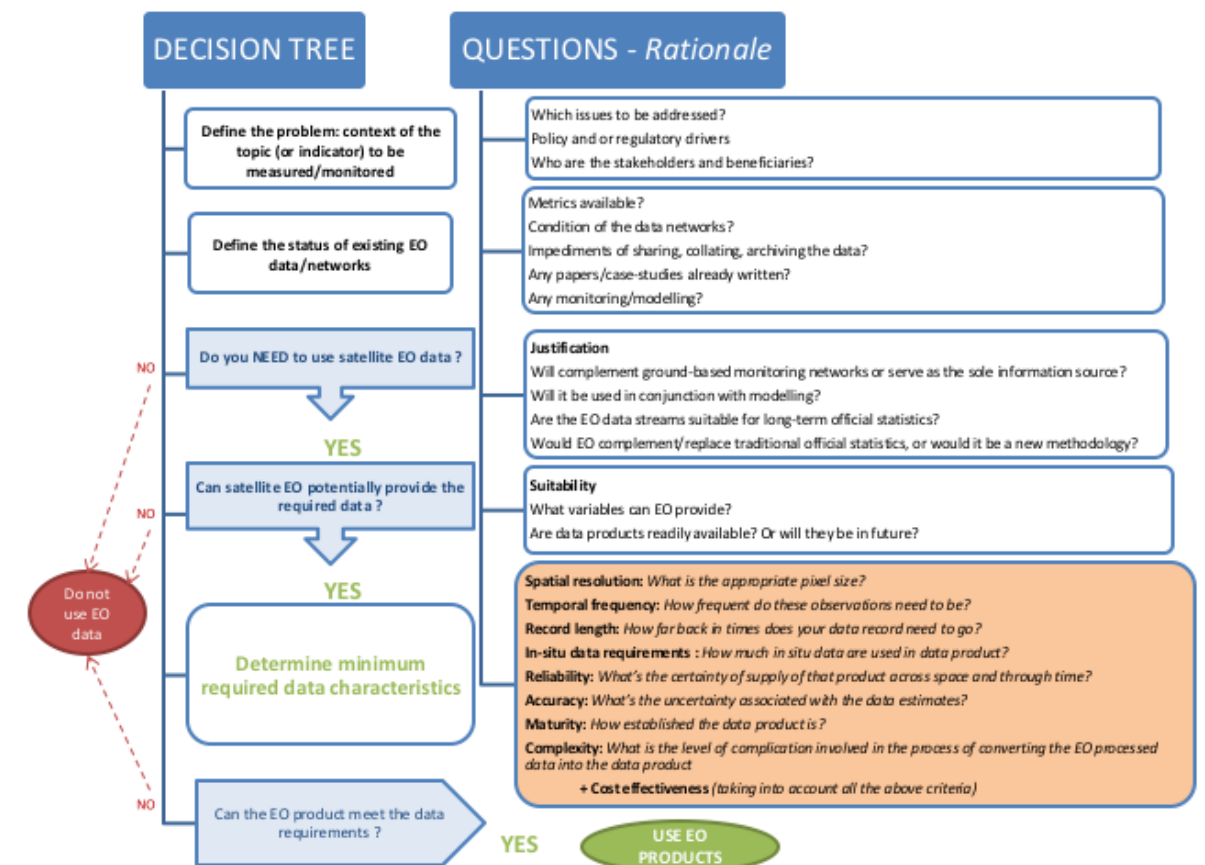 DECISION TREE
QUESTIONS - Rationale
Define the problem: context of the
topic (or indicator) to be
measured/monitored
Which issues to be addressed?
Policy and or regulatory drivers
Who are the stakeholders and beneficiaries?
Define the status of existing EO
data/networks
Metrics available?
Condition of the data networks?
Impediments of sharing, collating, archiving the data?
Any papers/case-studies already written?
Any monitoring/modelling?
NO
Do you NEED to use satellite EO data ?
YES
Justification
Will complement ground-based monitoring networks or serve as the sole information source?
Will it be used in conjunction with modelling?
Are the EO data streams suitable for long-term official statistics?
Would EO complement/replace traditional official statistics, or would it be a new methodology?
NO
Can satellite EO potentially provide the
required data ?
YES
Suitability
What variables can EO provide?
Are data products readily available? Or will they be in future?
Do not
use EO
data
Determine minimum
required data characteristics
Spatial resolution: What is the appropriate pixel size?
Temporal frequency: How frequent do these observations need to be?
Record length: How far back in times does your data record need to go?
In-situ data requirements : How much in situ data are used in data product?
Reliability: What's the certainty of supply of that product across space and through time?
Accuracy: What's the uncertainty associated with the data estimates?
Maturity: How established the data product is?
Complexity: What is the level of complication involved in the process of converting the EO processed
data into the data product
+ Cost effectiveness (taking into account all the above criteria)
NO
Can the EO product meet the data
requirements ?
YES
USE EO
PRODUCTS